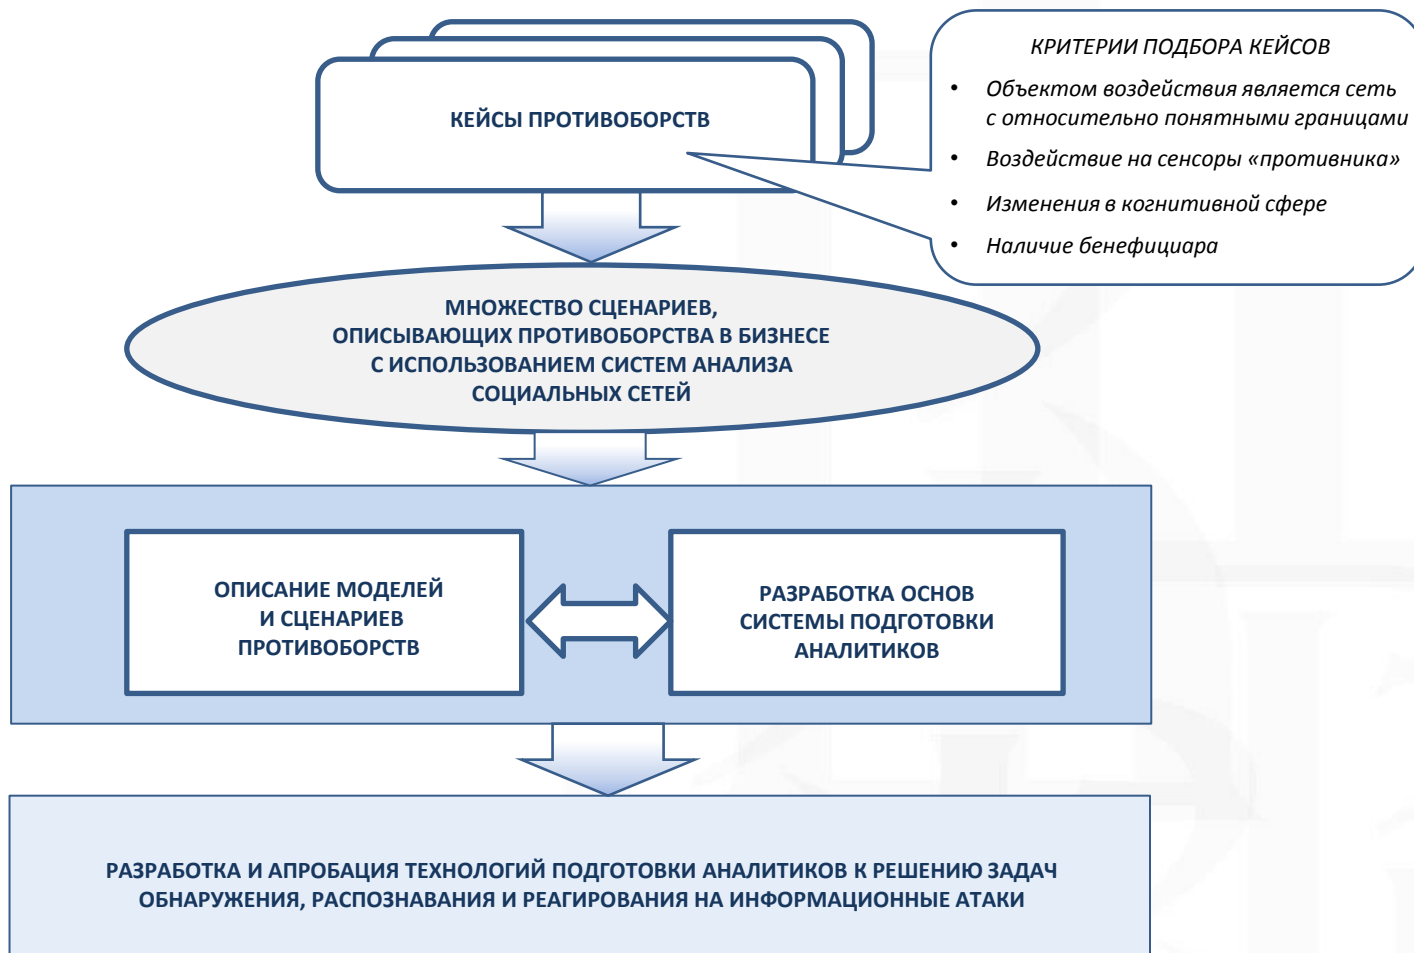 КЕЙСЫ ПРОТИВОБОРСТВ
КРИТЕРИИ ПОДБОРА КЕЙСОВ
• Объектом воздействия является сеть
с относительно понятными границами
• Воздействие на сенсоры «противника»
• Изменения в когнитивной сфере
• Наличие бенефициара
МНОЖЕСТВО СЦЕНАРИЕВ,
ОПИСЫВАЮЩИХ ПРОТИВОБОРСТВА В БИЗНЕСЕ
С ИСПОЛЬЗОВАНИЕМ СИСТЕМ АНАЛИЗА
СОЦИАЛЬНЫХ СЕТЕЙ
ОПИСАНИЕ МОДЕЛЕЙ
И СЦЕНАРИЕВ
ПРОТИВОБОРСТВ
РАЗРАБОТКА ОСНОВ
СИСТЕМЫ ПОДГОТОВКИ
АНАЛИТИКОВ
РАЗРАБОТКА И АПРОБАЦИЯ ТЕХНОЛОГИЙ ПОДГОТОВКИ АНАЛИТИКОВ К РЕШЕНИЮ ЗАДАЧ
ОБНАРУЖЕНИЯ, РАСПОЗНАВАНИЯ И РЕАГИРОВАНИЯ НА ИНФОРМАЦИОННЫЕ АТАКИ